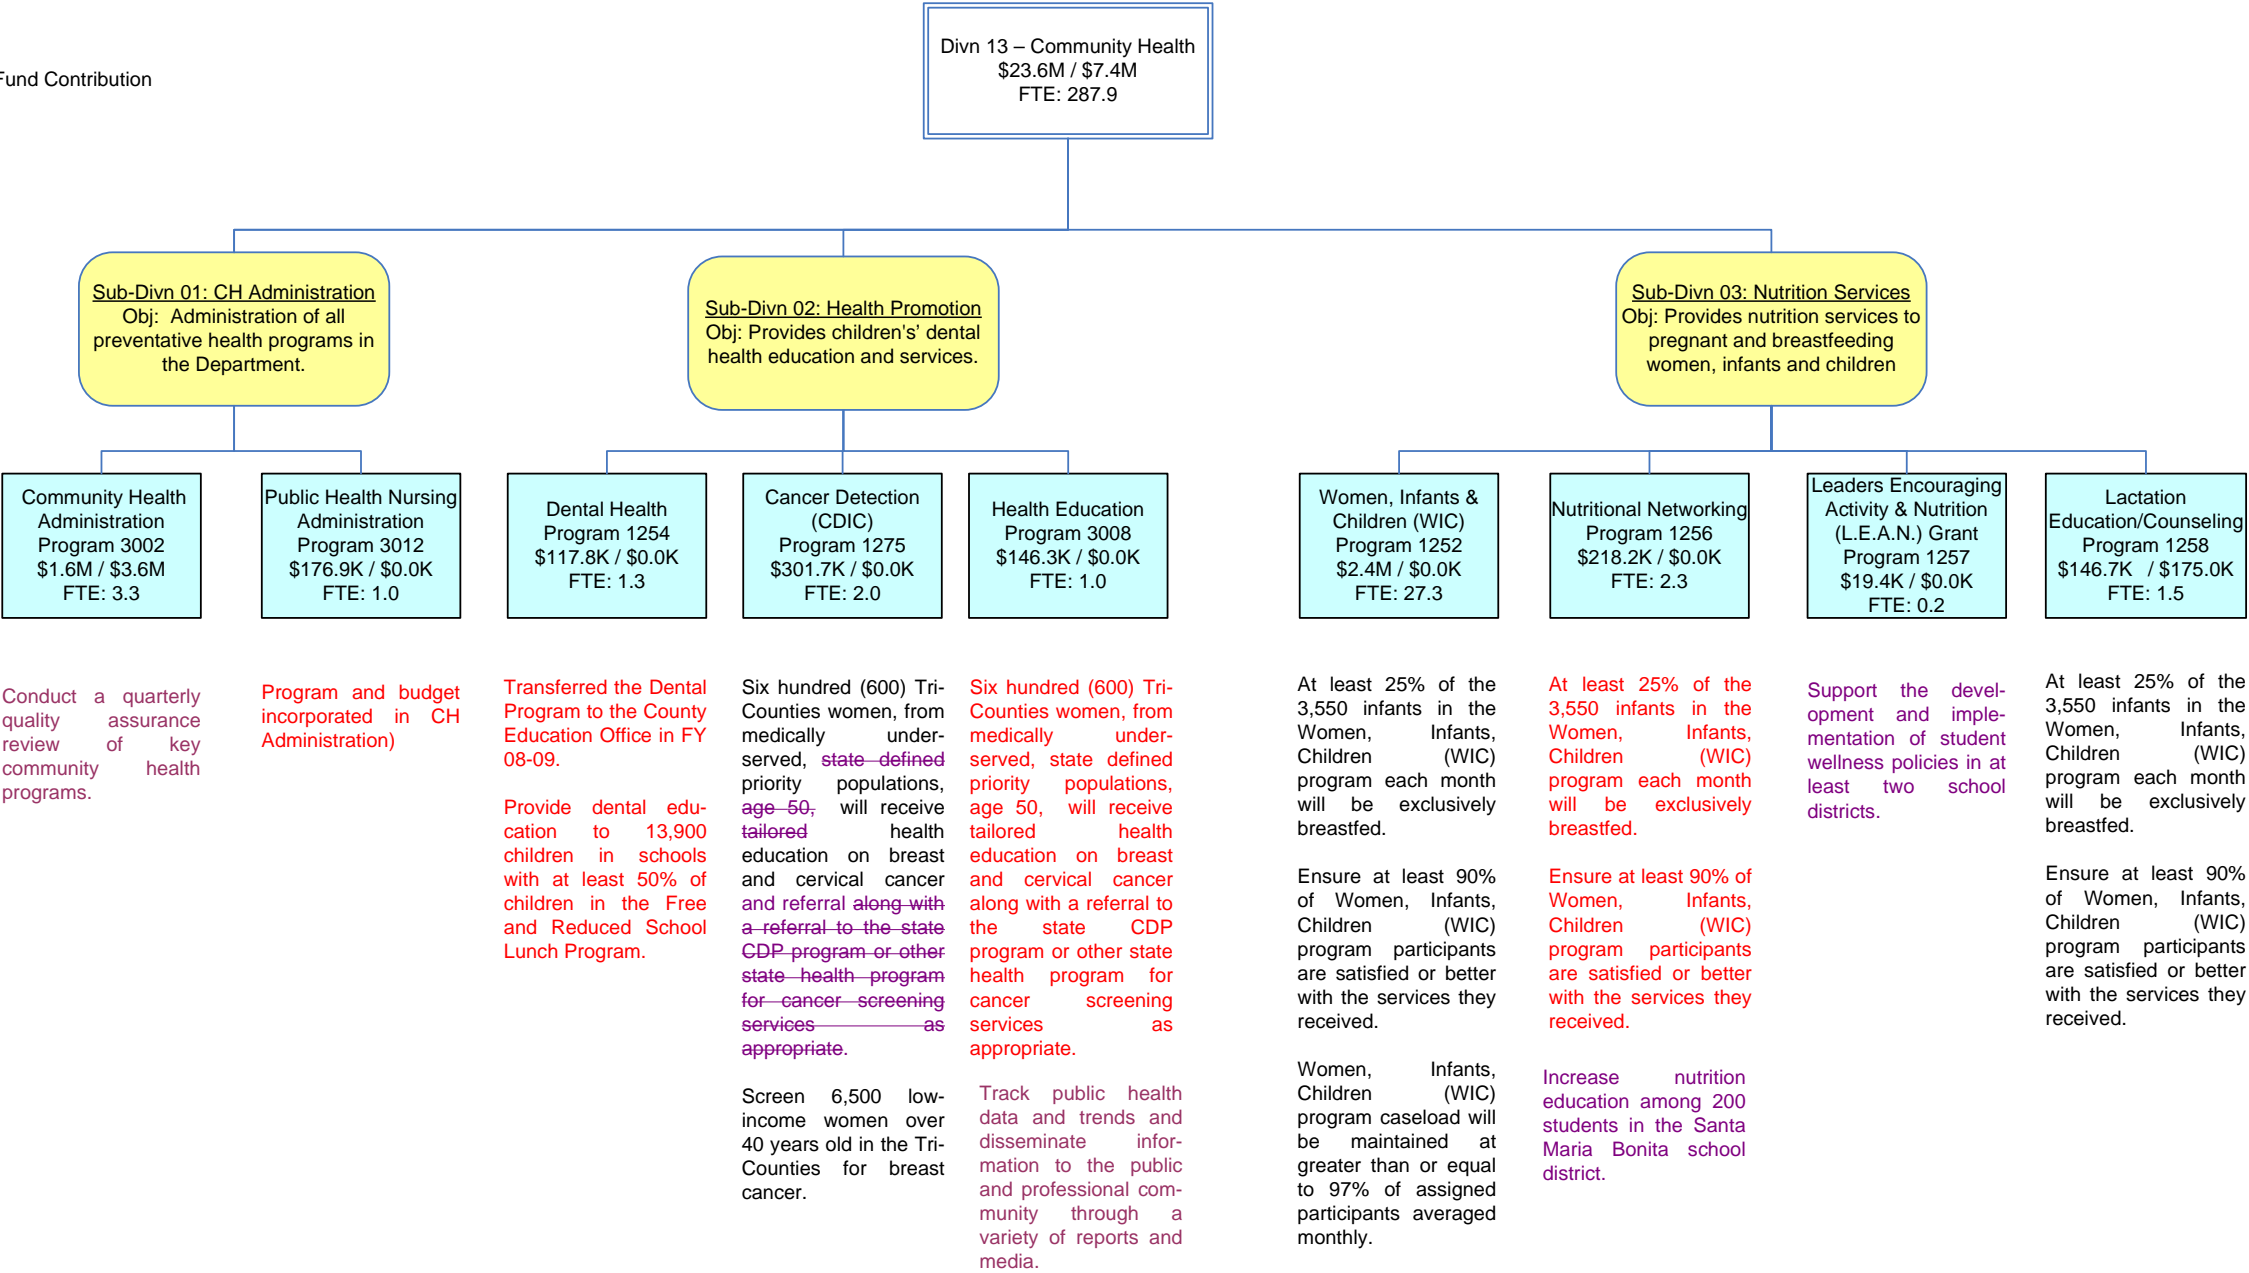 Fund Contribution
Divn 13 – Community Health
$23.6M / $7.4M
FTE: 287.9
Sub-Divn 01: CH Administration
Obj:  Administration of all
preventative health programs in
the Department.
Sub-Divn 02: Health Promotion
Obj: Provides children's’ dental
health education and services.
Sub-Divn 03: Nutrition Services
Obj: Provides nutrition services to
pregnant and breastfeeding
women, infants and children
Community Health
Administration
Program 3002
$1.6M / $3.6M
FTE: 3.3
Public Health Nursing
Administration
Program 3012
$176.9K / $0.0K
FTE: 1.0
Dental Health
Program 1254
$117.8K / $0.0K
FTE: 1.3
Cancer Detection
(CDIC)
Program 1275
$301.7K / $0.0K
FTE: 2.0
Health Education
Program 3008
$146.3K / $0.0K
FTE: 1.0
Women, Infants &
Children (WIC)
Program 1252
$2.4M / $0.0K
FTE: 27.3
Nutritional Networking
Program 1256
$218.2K / $0.0K
FTE: 2.3
Leaders Encouraging
Activity & Nutrition
(L.E.A.N.) Grant
Program 1257
$19.4K / $0.0K
FTE: 0.2
Lactation
Education/Counseling
Program 1258
$146.7K   / $175.0K
FTE: 1.5
Conduct a quarterly
quality assurance
review of key
community health
programs.
Program and budget
incorporated in CH
Administration)
Transferred the Dental
Program to the County
Education Office in FY
08-09.
Provide dental edu-
cation to 13,900
children in schools
with at least 50% of
children in the Free
and Reduced School
Lunch Program.
Six hundred (600) Tri-
Counties women, from
medically under-
served, state defined
priority populations,
age 50,  will receive
tailored health
education on breast
and cervical cancer
and referral along with
a referral to the state
CDP program or other
state health program
for cancer screening
services as
appropriate.
Screen 6,500 low-
income women over
40 years old in the Tri-
Counties for breast
cancer.
Six hundred (600) Tri-
Counties women, from
medically under-
served, state defined
priority populations,
age 50,  will receive
tailored health
education on breast
and cervical cancer
along with a referral to
the state CDP
program or other state
health program for
cancer screening
services as
appropriate.
Track public health
data and trends and
disseminate infor-
mation to the public
and professional com-
munity through a
variety of reports and
media.
At least 25% of the
3,550 infants in the
Women, Infants,
Children (WIC)
program each month
will be exclusively
breastfed.
Ensure at least 90%
of Women, Infants,
Children (WIC)
program participants
are satisfied or better
with the services they
received.
Women, Infants,
Children (WIC)
program caseload will
be maintained at
greater than or equal
to 97% of assigned
participants averaged
monthly.
At least 25% of the
3,550 infants in the
Women, Infants,
Children (WIC)
program each month
will be exclusively
breastfed.
Ensure at least 90% of
Women, Infants,
Children (WIC)
program participants
are satisfied or better
with the services they
received.
Increase nutrition
education among 200
students in the Santa
Maria Bonita school
district.
Support the devel-
opment and imple-
mentation of student
wellness policies in at
least two school
districts.
At least 25% of the
3,550 infants in the
Women, Infants,
Children (WIC)
program each month
will be exclusively
breastfed.
Ensure at least 90%
of Women, Infants,
Children (WIC)
program participants
are satisfied or better
with the services they
received.